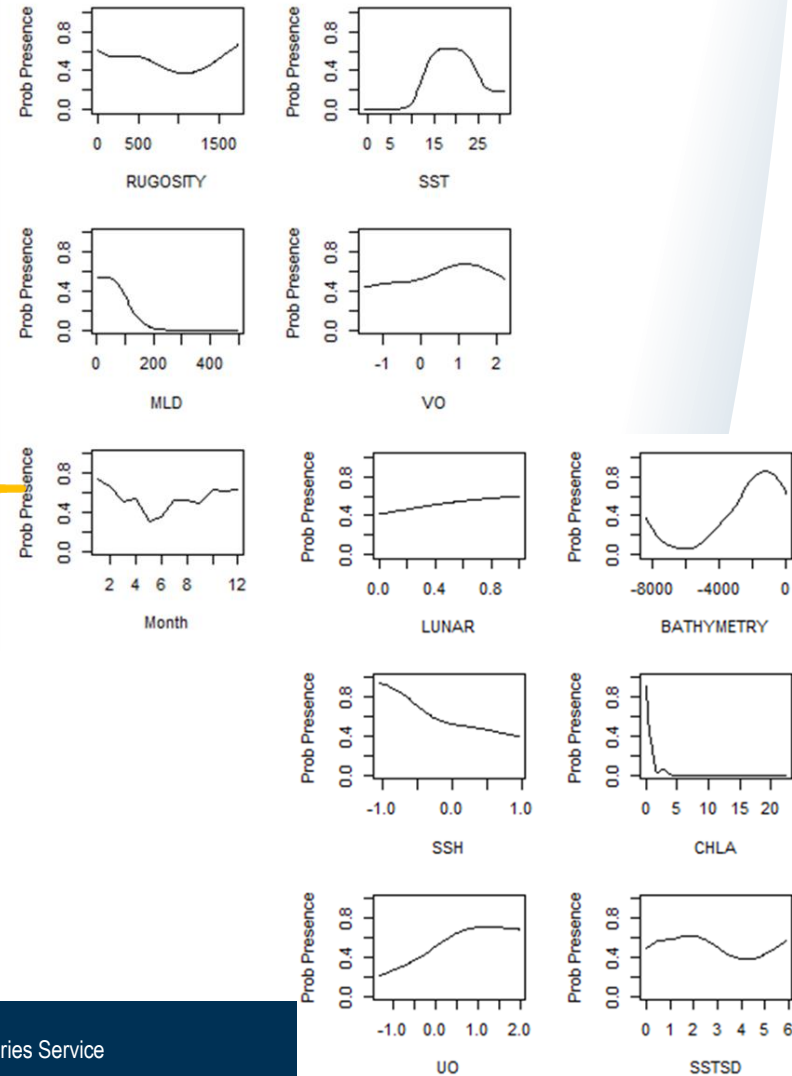 Prob Presence
0.0 0.4 0.8
0 500 1500
RUGOSITY
Prob Presence
0.0 0.4 0.8
0 5 15 25
SST
Prob Presence
0.0 0.4 0.8
0 200 400
MLD
Prob Presence
0.0 0.4 0.8
-1 0 1 2
VO
Prob Presence
0.0 0.4 0.8
2 4 6 8 12
Month
Prob Presence
0.0 0.4 0.8
0.0 0.4 0.8
LUNAR
Prob Presence
0.0 0.4 0.8
-8000 -4000 0
BATHYMETRY
Prob Presence
0.0 0.4 0.8
-1.0 0.0 1.0
SSH
Prob Presence
0.0 0.4 0.8
0 5 10 15 20
CHLA
Prob Presence
0.0 0.4 0.8
-1.0 0.0 1.0 2.0
UO
Prob Presence
0.0 0.4 0.8
0 1 2 3 4 5 6
SSTSD
ries Service